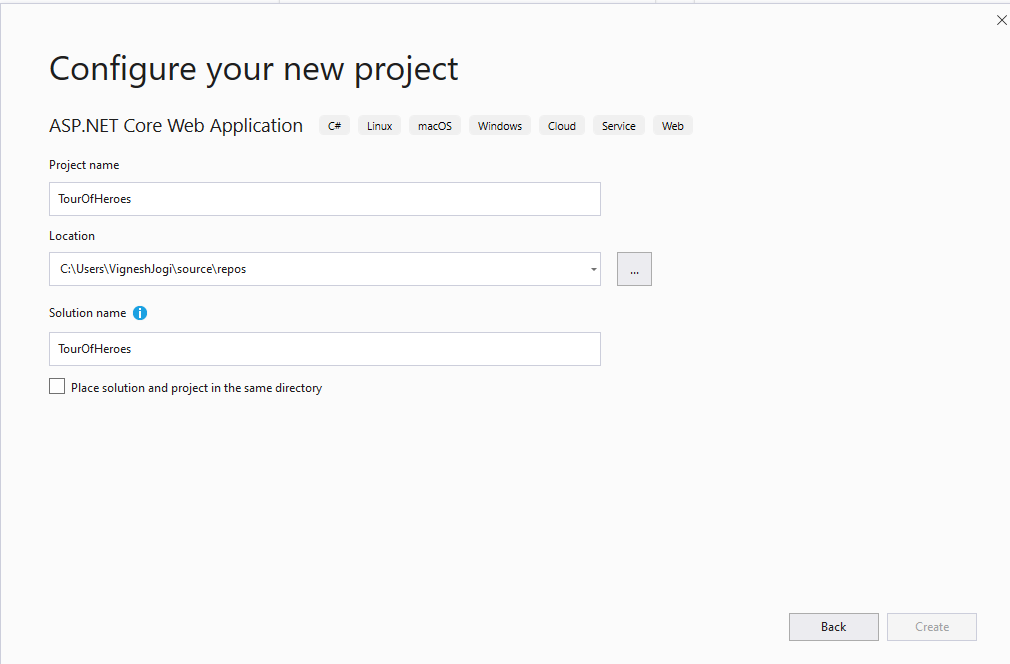 Configure your new project
ASP.NET Core Web Application C# Linux macOS Windows Cloud Service Web
Project name
TourOfHeroes
Location
C:\Users\VigneshJogi\source\repos
...
Solution name i
TourOfHeroes
Place solution and project in the same directory
Back Create